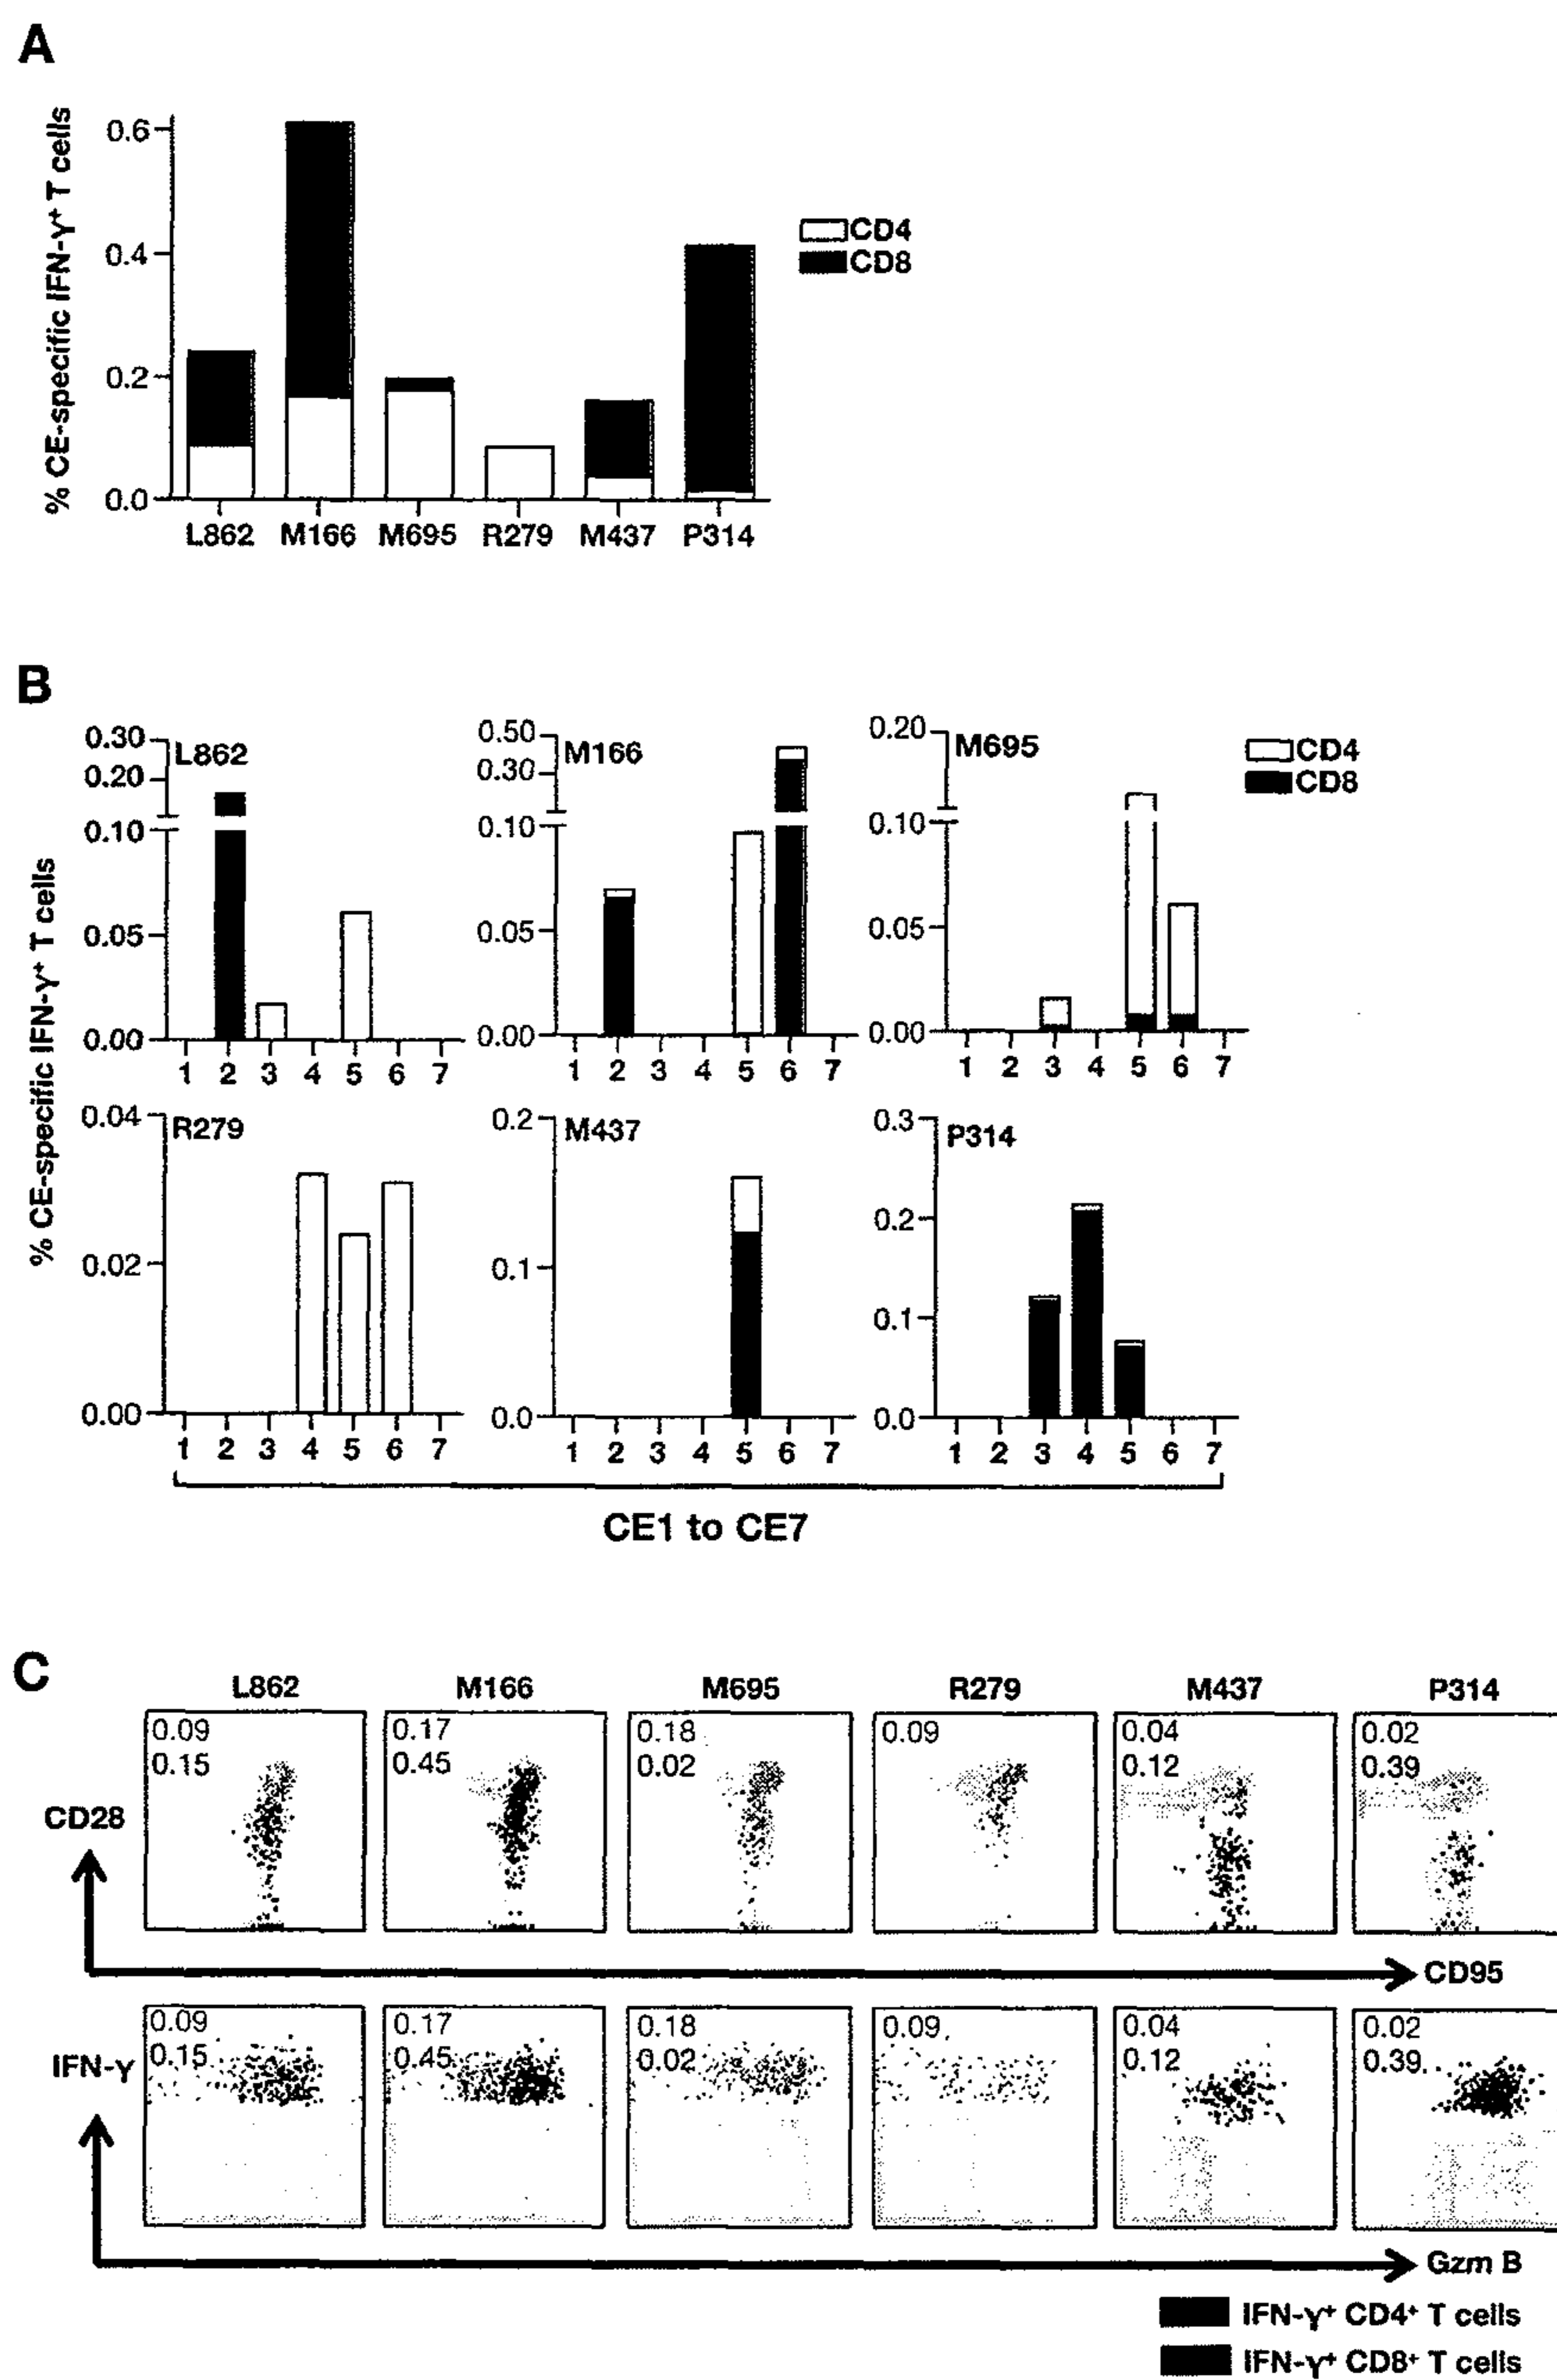 A
% CE-specific IFN-γ+ T cells
0.6
0.4
0.2
0.0
CD4
CD8
L862 M166 M695 R279 M437 P314
B
% CE-specific IFN-γ+ T cells
0.30
0.20
0.10
0.05
0.00
L862
1 2 3 4 5 6 7
0.50
0.30
0.10
0.05
0.00
M166
1 2 3 4 5 6 7
0.20
0.10
0.05
0.00
M695
1 2 3 4 5 6 7
CD4
CD8
0.04
0.02
0.00
R279
1 2 3 4 5 6 7
0.2
0.1
0.0
M437
1 2 3 4 5 6 7
0.3
0.2
0.1
0.0
P314
1 2 3 4 5 6 7
CE1 to CE7
C
L862 M166 M695 R279 M437 P314
0.09 0.17 0.18 0.09 0.04 0.02
0.15 0.45 0.02 0.12 0.39
CD28
CD95
0.09 0.17 0.18 0.09 0.04 0.02
0.15 0.45 0.02 0.12 0.39
IFN-γ
Gzm B
IFN-γ+ CD4+ T cells
IFN-γ+ CD8+ T cells